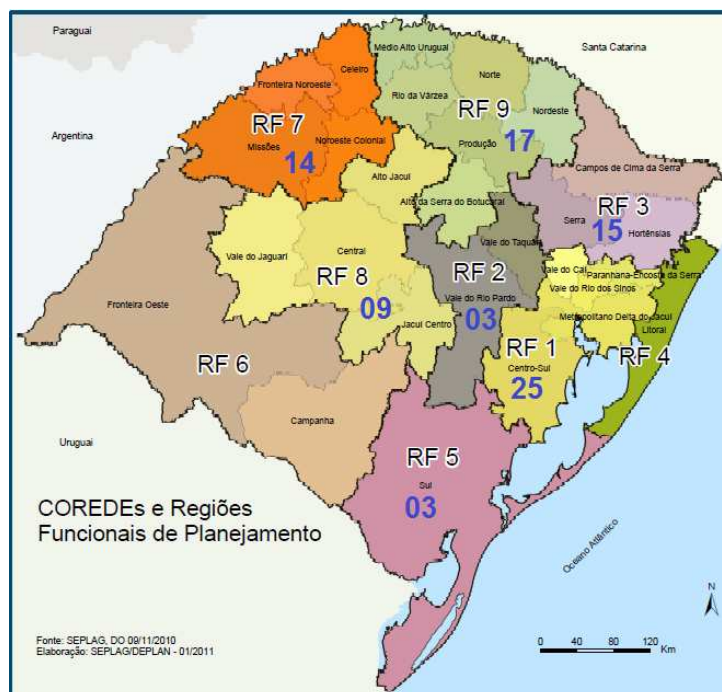 Paraguai
Santa Catarina
Argentina
Celeiro
Médio Alto Uruguai
Norte
Fronteira Noroeste
Rio da Várzea
Nordeste
RF 7
RF 9
Missões
Noroeste Colonial
Produção
14
17
Alto Jacuí
Campos de Cima da Serra
Alto da Serra do Botucaraí
Serra
RF 3
15
Hortênsias
Vale do Jaguari
Central
Vale do Taquari
RF 8
RF 2
Vale do Caí
Paranhana-Encosta da Serra
Vale do Rio dos Sinos
Fronteira Oeste
09
Vale do Rio Pardo
03
Jacuí Centro
Metropolitano Delta do Jacuí
Litoral
RF 1
RF 4
RF 6
Centro-Sul
25
Campanha
Uruguai
RF 5
Sul
03
COREDEs e Regiões
Funcionais de Planejamento
Oceano Atlântico
N
Fonte: SEPLAG, DO 09/11/2010
Elaboração: SEPLAG/DEPLAN - 01/2011
0 40 80 120
Km